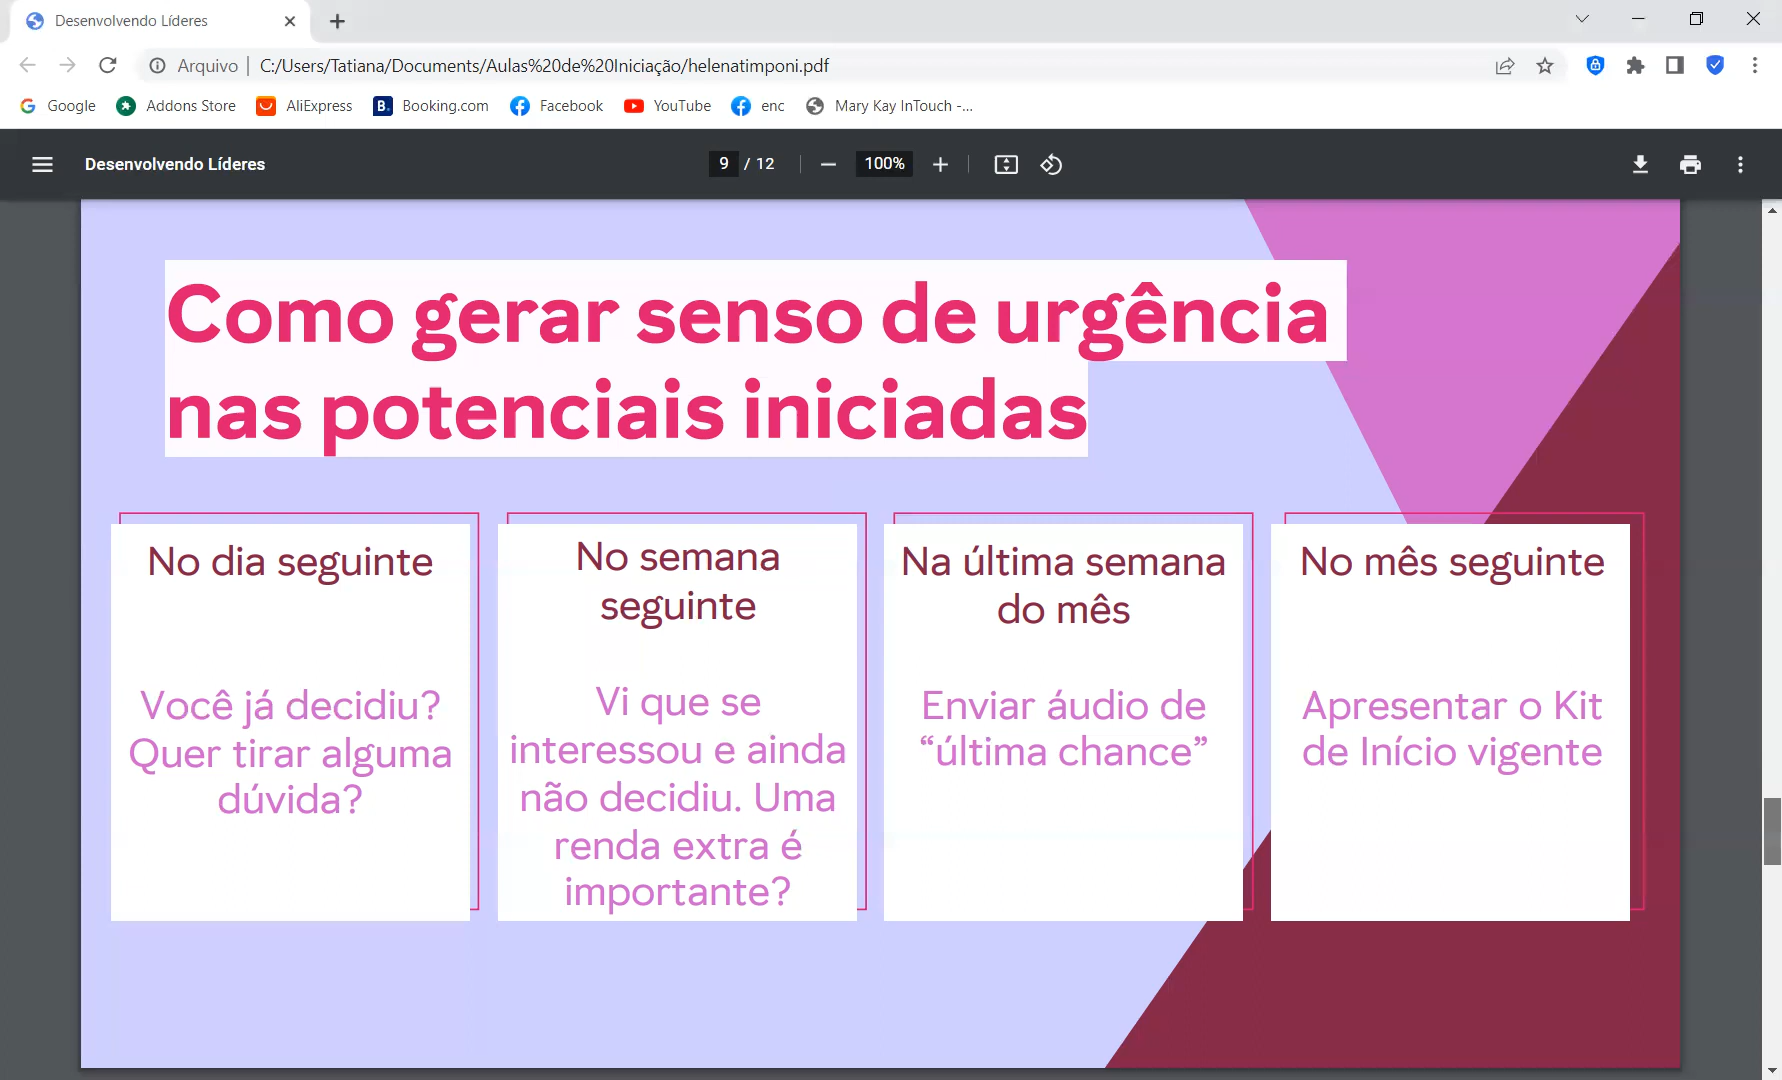 Desenvolvendo Líderes
Arquivo | C:/Users/Tatiana/Documents/Aulas%20de%20Iniciação/helenatimponi.pdf
Google Addons Store AliExpress B. Booking.com Facebook YouTube enc Mary Kay InTouch -...
Desenvolvendo Líderes 9 / 12 100%
Como gerar senso de urgência
nas potenciais iniciadas
No dia seguinte
Você já decidiu?
Quer tirar alguma
dúvida?
No semana
seguinte
Vi que se
interessou e ainda
não decidiu. Uma
renda extra é
importante?
Na última semana
do mês
Enviar áudio de
“última chance”
No mês seguinte
Apresentar o Kit
de Início vigente